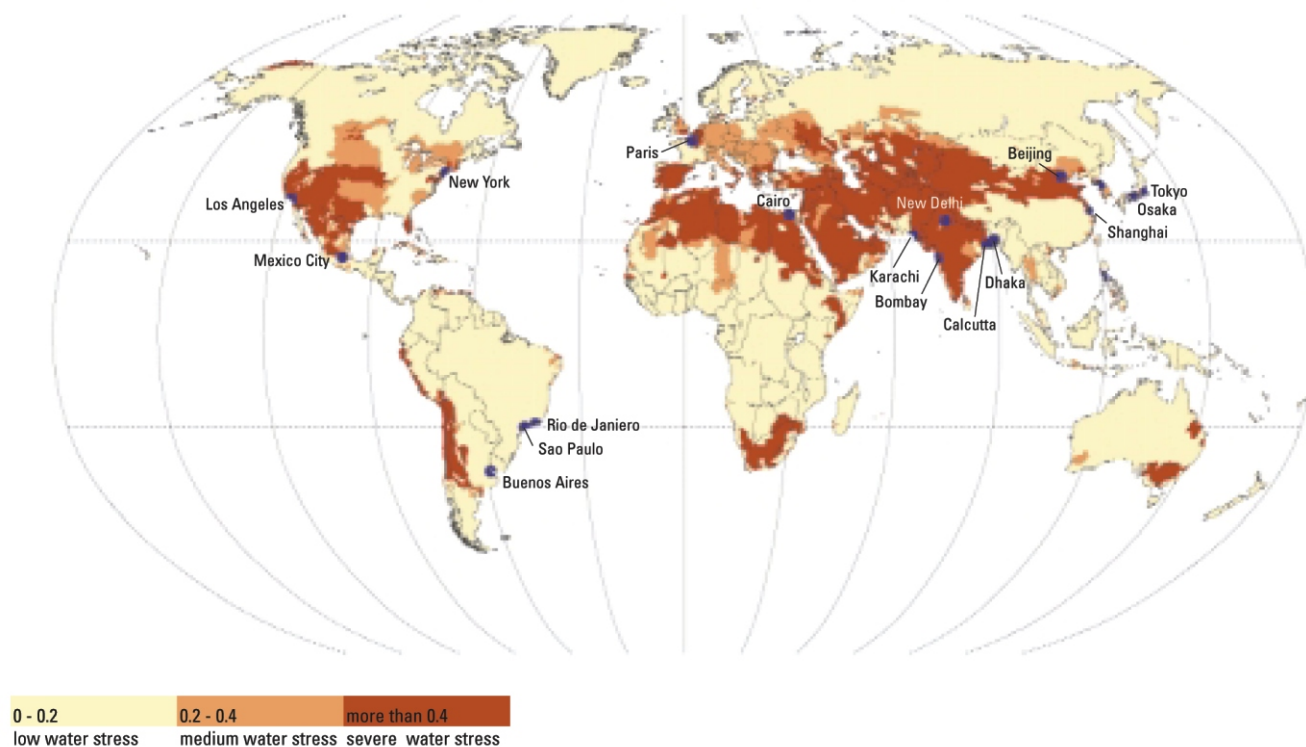 Paris
Beijing
New York
Tokyo
Los Angeles
Cairo
New Delhi
Osaka
Shanghai
Mexico City
Karachi
Dhaka
Bombay
Calcutta
Rio de Janiero
Sao Paulo
Buenos Aires
0 - 0.2
0.2 - 0.4
more than 0.4
low water stress
medium water stress
severe water stress